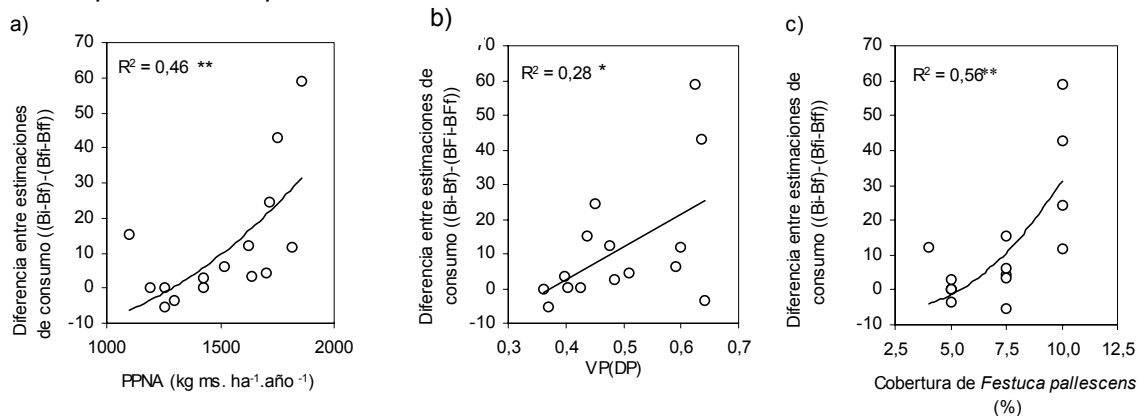 a)
Diferencia entre estimaciones
de consumo ((Bi-Bf)-(Bfi-Bff))
70
60
50
40
30
20
10
0
-10
R² = 0,46 **
1000
1500
2000
PPNA (kg ms. ha⁻¹.año ⁻¹)
b)
Diferencia entre estimaciones de
consumo ((Bi-Bf)-(BFi-BFf))
60
50
40
30
20
10
0
-10
R² = 0,28 *
0,3
0,4
0,5
0,6
0,7
VP(DP)
c)
Diferencia entre estimaciones de
consumo ((Bi-Bf)-(Bfi-Bff))
70
60
50
40
30
20
10
0
-10
R² = 0,56**
2,5
5,0
7,5
10,0
12,5
Cobertura de Festuca pallescens
(%)